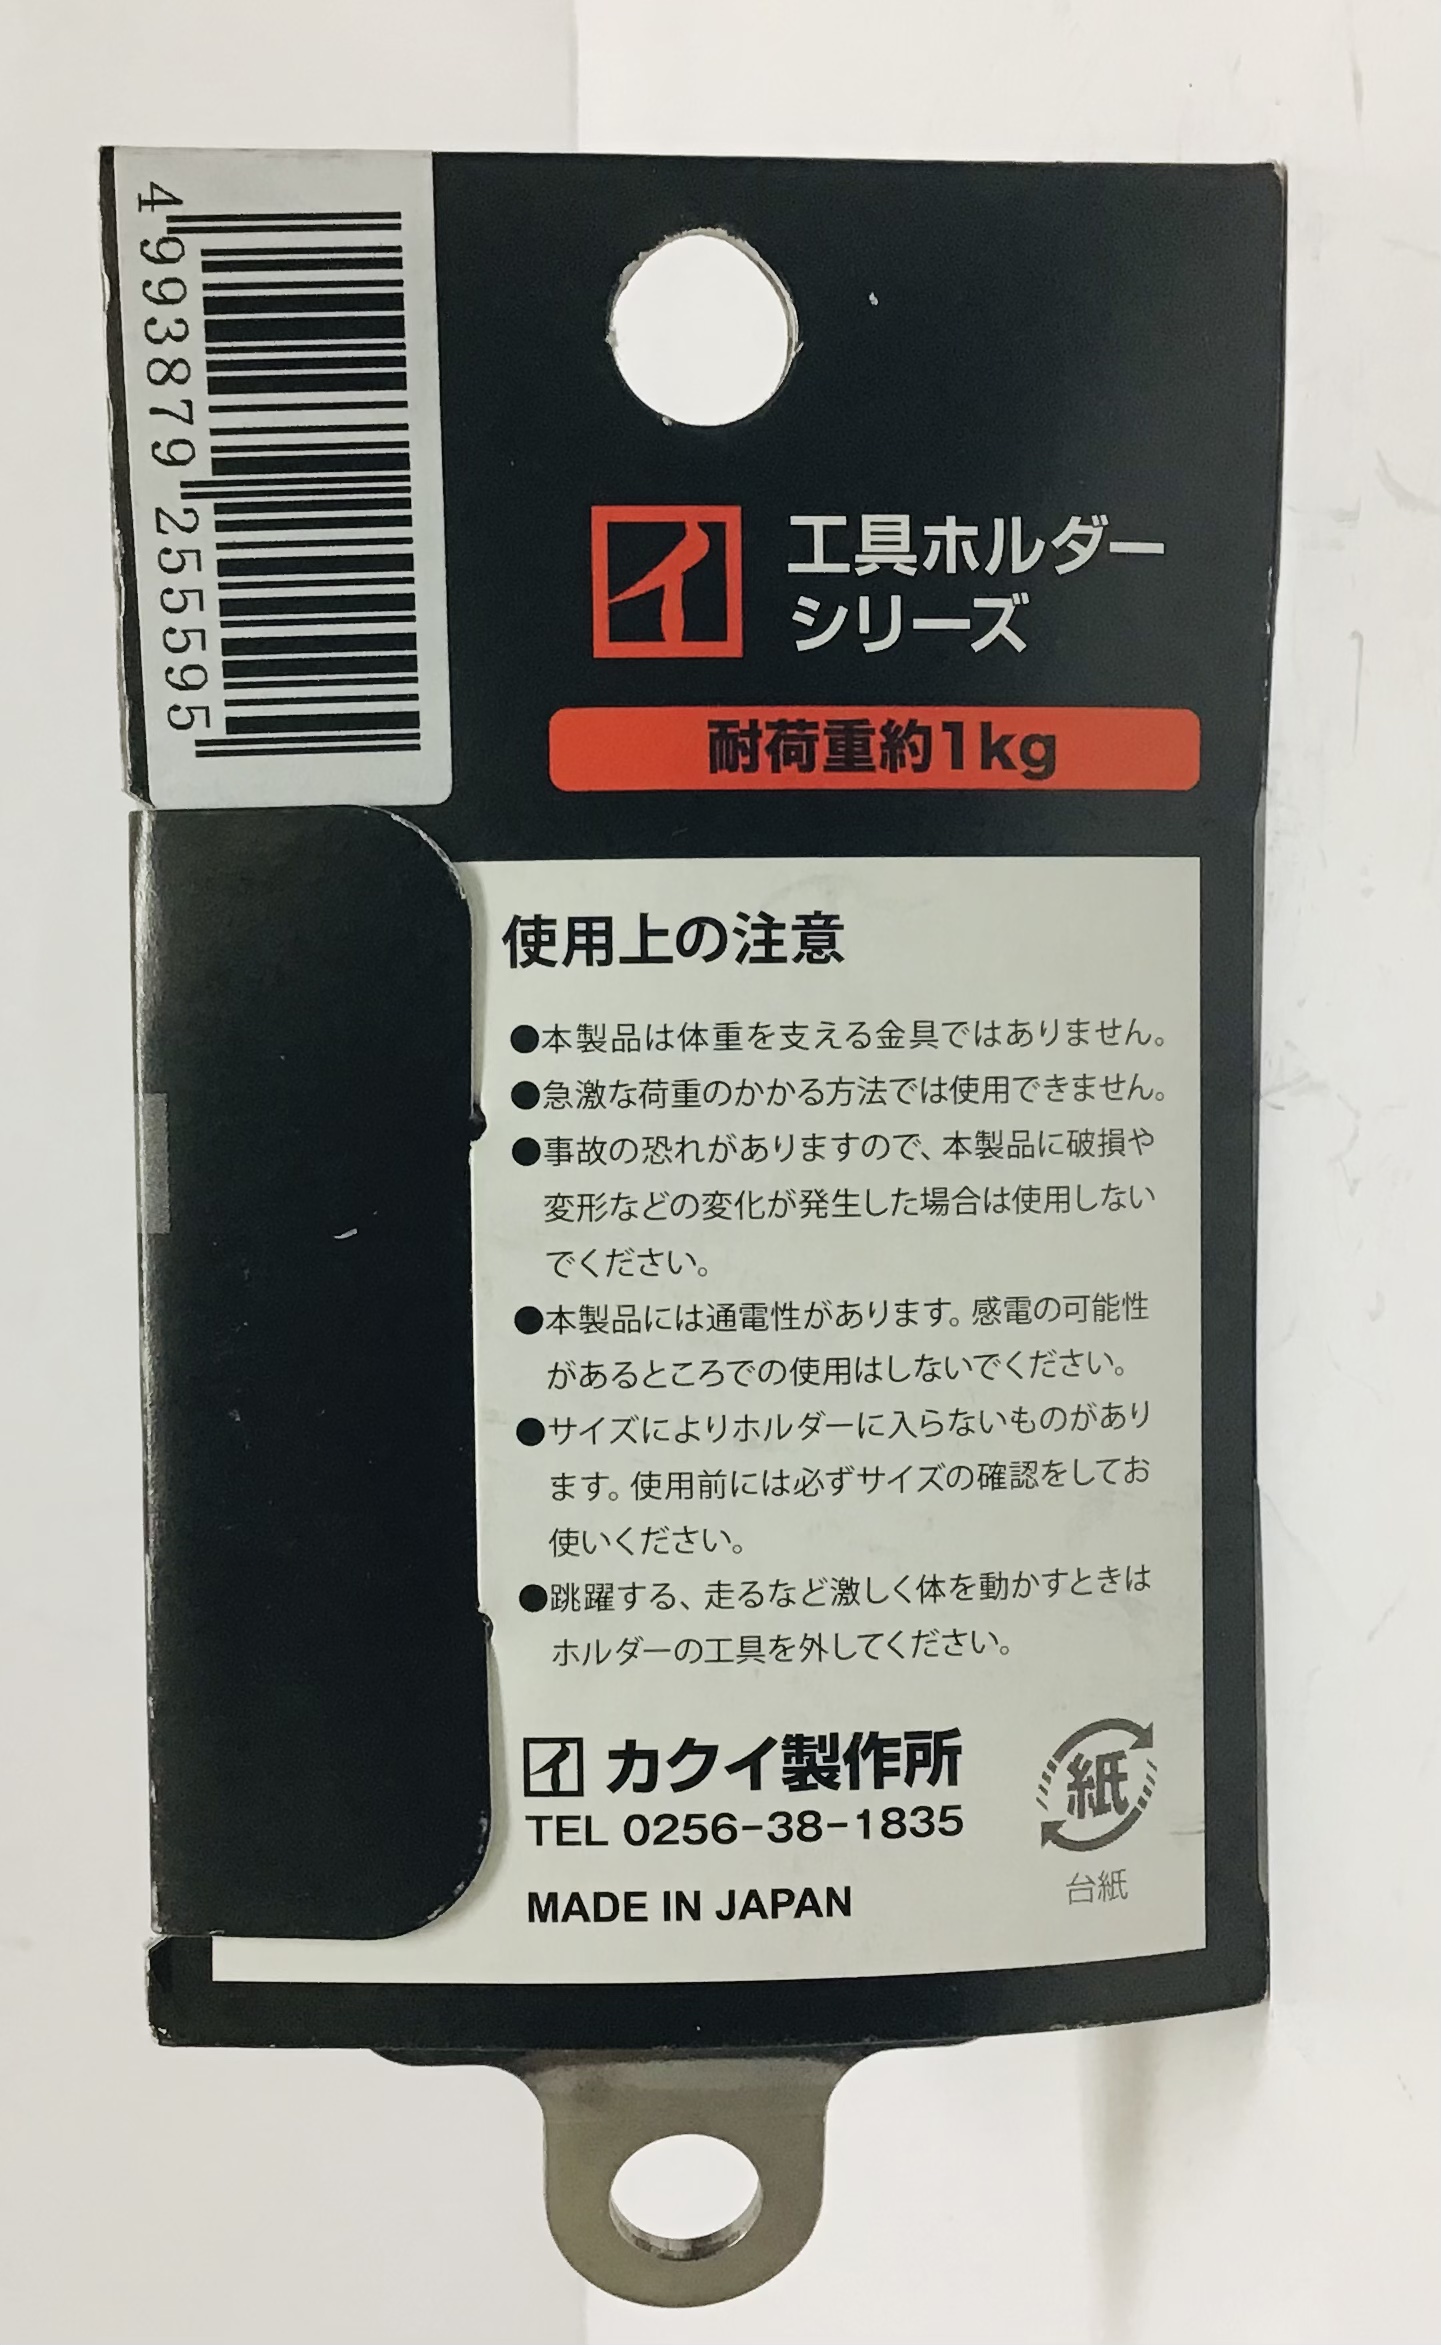 4 993879 255595
イ
工具ホルダー
シリーズ
耐荷重約1kg
使用上の注意
●本製品は体重を支える金具ではありません。
●急激な荷重のかかる方法では使用できません。
●事故の恐れがありますので、本製品に破損や
変形などの変化が発生した場合は使用しない
でください。
●本製品には通電性があります。感電の可能性
があるところでの使用はしないでください。
●サイズによりホルダーに入らないものがあり
ます。使用前には必ずサイズの確認をしてお
使いください。
●跳躍する、走るなど激しく体を動かすときは
ホルダーの工具を外してください。
イ カクイ製作所
TEL 0256-38-1835
MADE IN JAPAN
紙
台紙